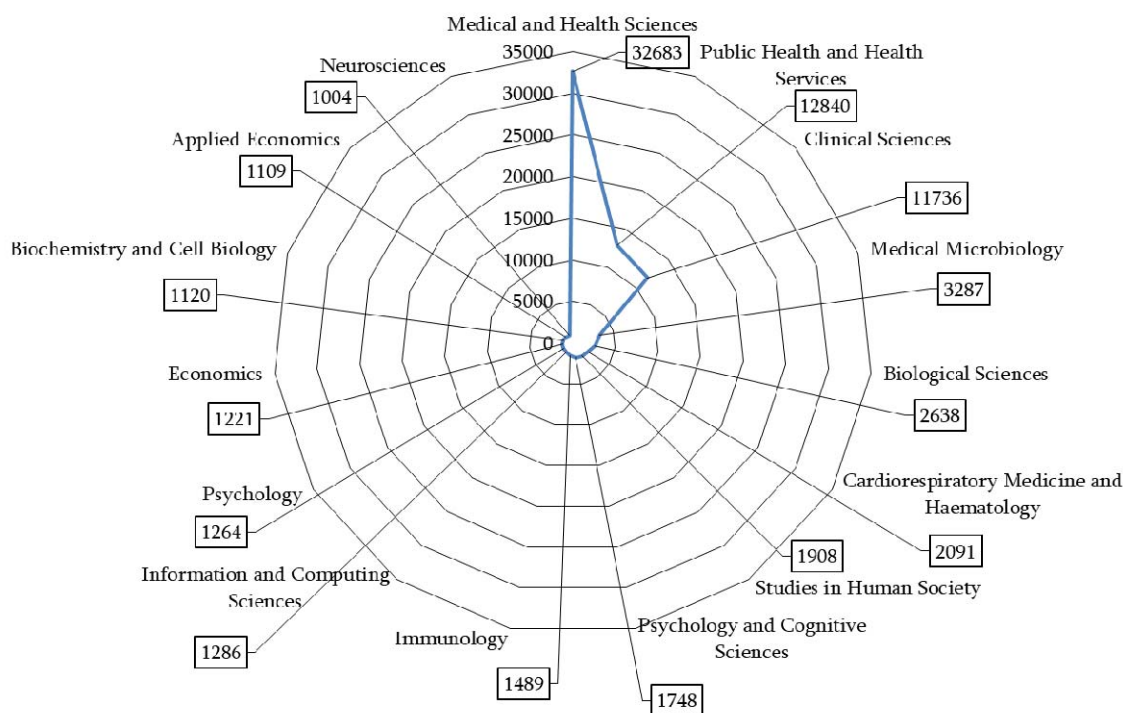 Medical and Health Sciences
32683
Public Health and Health
Services
12840
Clinical Sciences
11736
Medical Microbiology
3287
Biological Sciences
2638
Cardiorespiratory Medicine and
Haematology
2091
Studies in Human Society
1908
Psychology and Cognitive
Sciences
1748
Immunology
1489
Information and Computing
Sciences
1286
Psychology
1264
Economics
1221
Biochemistry and Cell Biology
1120
Applied Economics
1109
Neurosciences
1004
35000
30000
25000
20000
15000
10000
5000
0